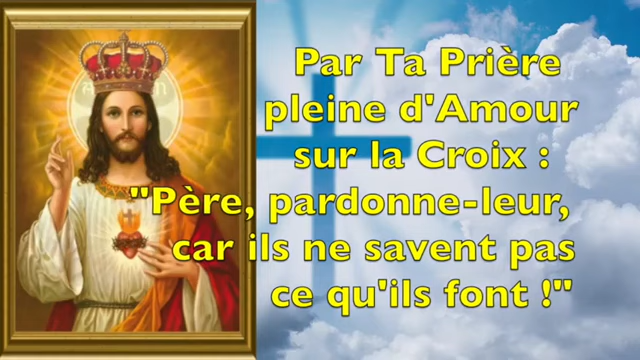 Par Ta Prière
pleine d'Amour
sur la Croix :
"Père, pardonne-leur,
car ils ne savent pas
ce qu'ils font !"